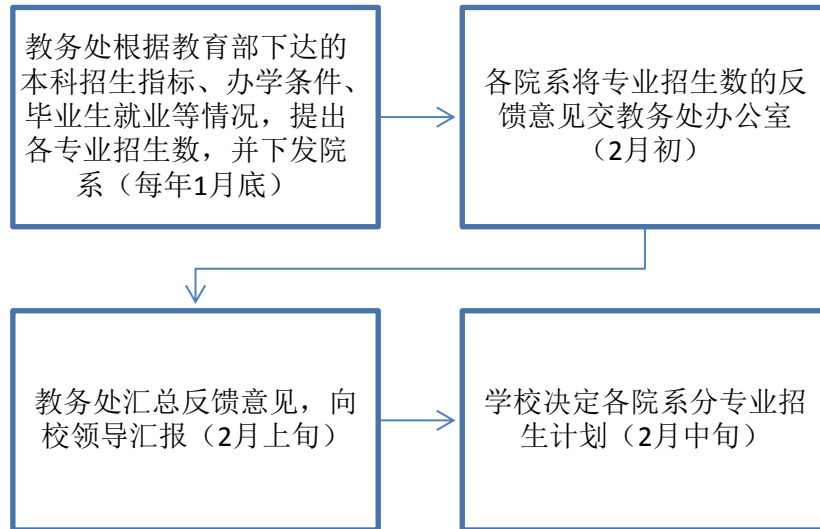 教务处根据教育部下达的
本科招生指标、办学条件、
毕业生就业等情况，提出
各专业招生数，并下发院
系（每年1月底）
各院系将专业招生数的反
馈意见交教务处办公室
（2月初）
教务处汇总反馈意见，向
校领导汇报（2月上旬）
学校决定各院系分专业招
生计划（2月中旬）